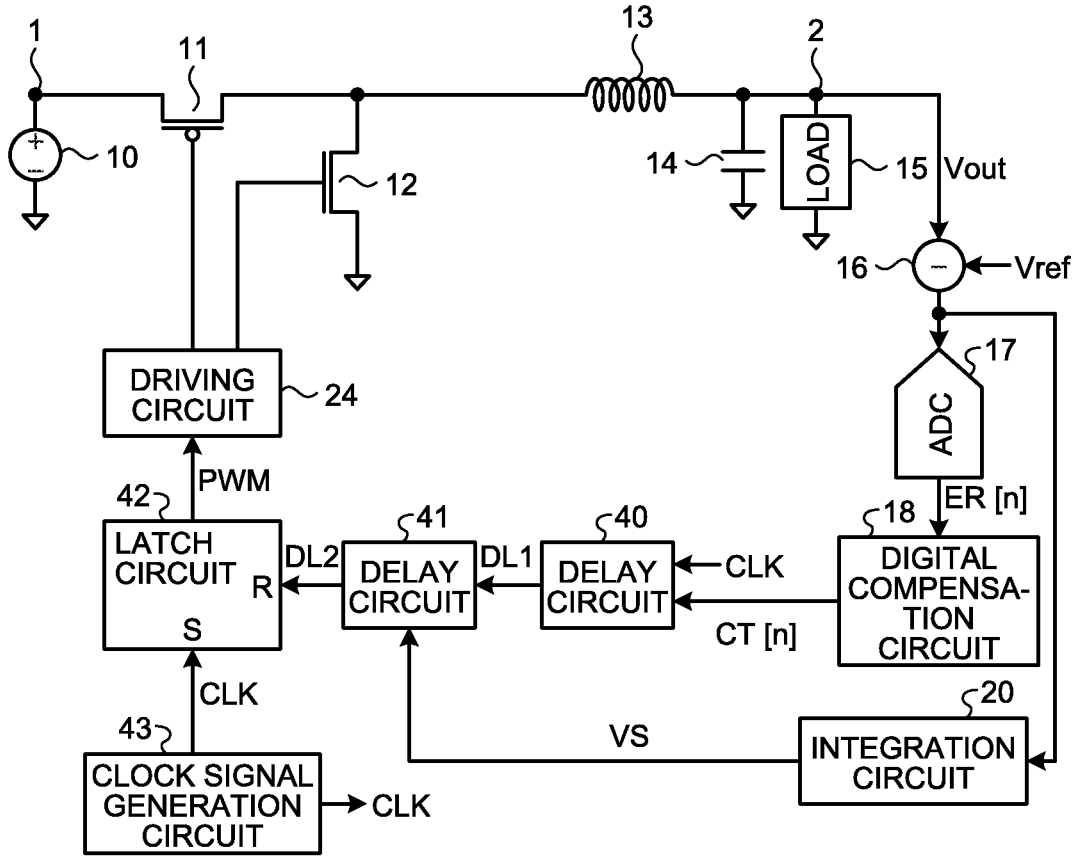 1
11
13
2
10
12
14
LOAD
15
Vout
16
Vref
17
ADC
DRIVING
CIRCUIT
24
PWM
ER [n]
42
LATCH
CIRCUIT
R
S
DL2
41
DELAY
CIRCUIT
DL1
40
DELAY
CIRCUIT
CLK
CT [n]
18
DIGITAL
COMPENSA-
TION
CIRCUIT
CLK
43
CLOCK SIGNAL
GENERATION
CIRCUIT
CLK
VS
20
INTEGRATION
CIRCUIT